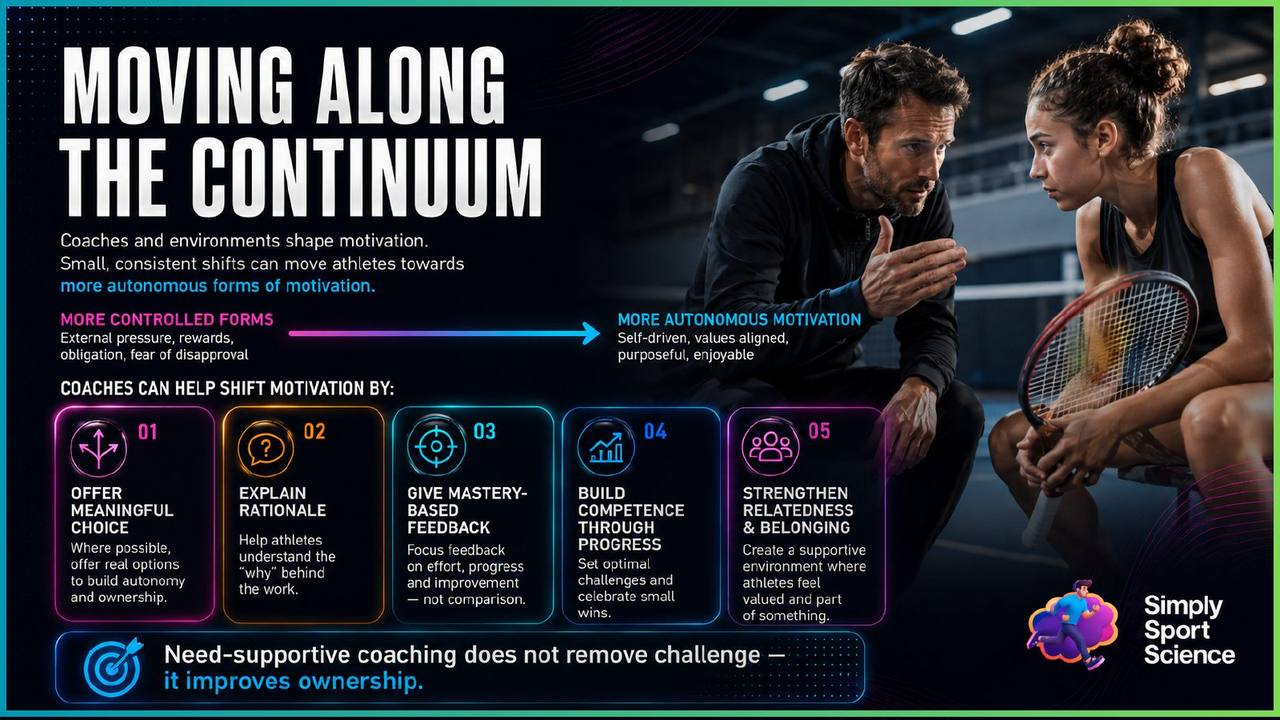 MOVING ALONG
THE CONTINUUM
Coaches and environments shape motivation.
Small, consistent shifts can move athletes towards
more autonomous forms of motivation.
MORE CONTROLLED FORMS
External pressure, rewards,
obligation, fear of disapproval
MORE AUTONOMOUS MOTIVATION
Self-driven, values aligned,
purposeful, enjoyable
COACHES CAN HELP SHIFT MOTIVATION BY:
01
OFFER
MEANINGFUL
CHOICE
Where possible,
offer real options
to build autonomy
and ownership.
02
EXPLAIN
RATIONALE
Help athletes
understand the
“why” behind
the work.
03
GIVE MASTERY-
BASED
FEEDBACK
Focus feedback
on effort, progress
and improvement
— not comparison.
04
BUILD
COMPETENCE
THROUGH
PROGRESS
Set optimal
challenges and
celebrate small
wins.
05
STRENGTHEN
RELATEDNESS
& BELONGING
Create a supportive
environment where
athletes feel
valued and part
of something.
Need-supportive coaching does not remove challenge —
it improves ownership.
Simply
Sport
Science